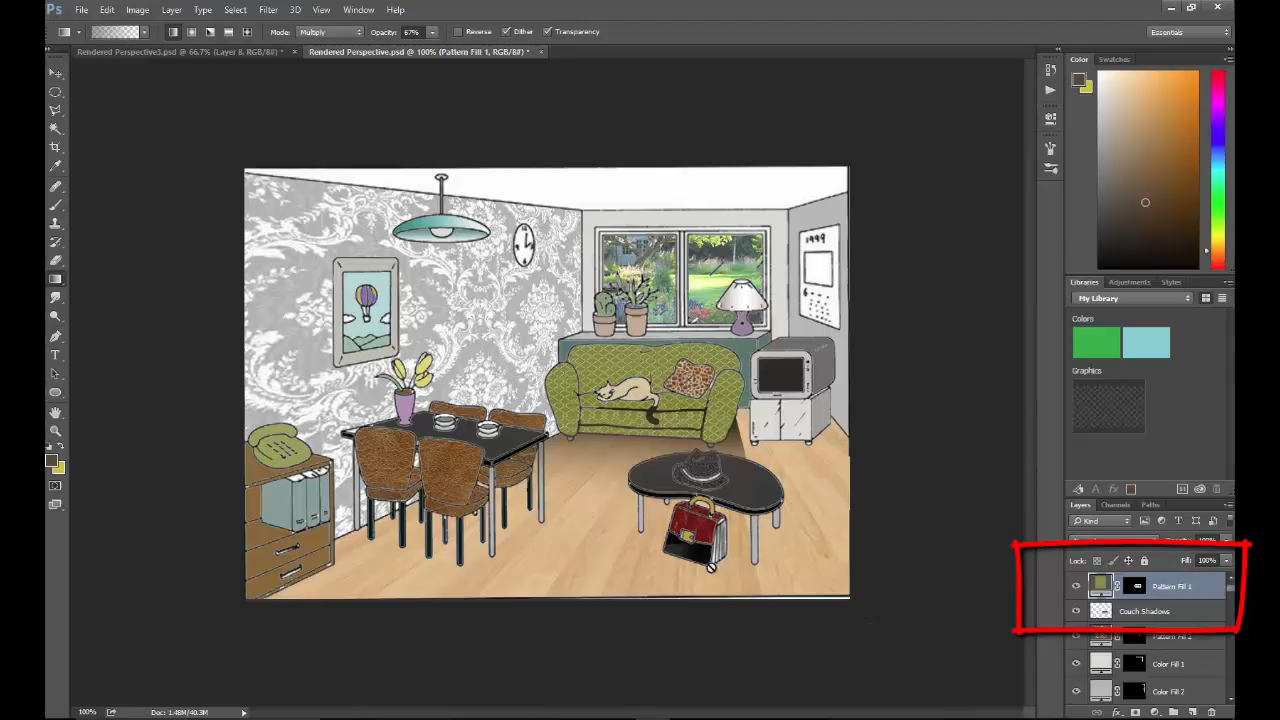 Ps File Edit Image Layer Type Select Filter 3D View Window Help
Mode: Multiply Opacity: 67% Reverse Dither Transparency Essentials
Rendered Perspective3.psd @ 66.7% (Layer 8, RGB/8#) * × Rendered Perspective.psd @ 100% (Pattern Fill 1, RGB/8#) * ×
Color Swatches
1999
Libraries Adjustments Styles
My Library
Colors
Graphics
Layers Channels Paths
Kind
Lock: Fill: 100%
Pattern Fill 1
Couch Shadows
Pattern Fill 2
Color Fill 1
Color Fill 2
100% Doc: 1.48M/40.3M